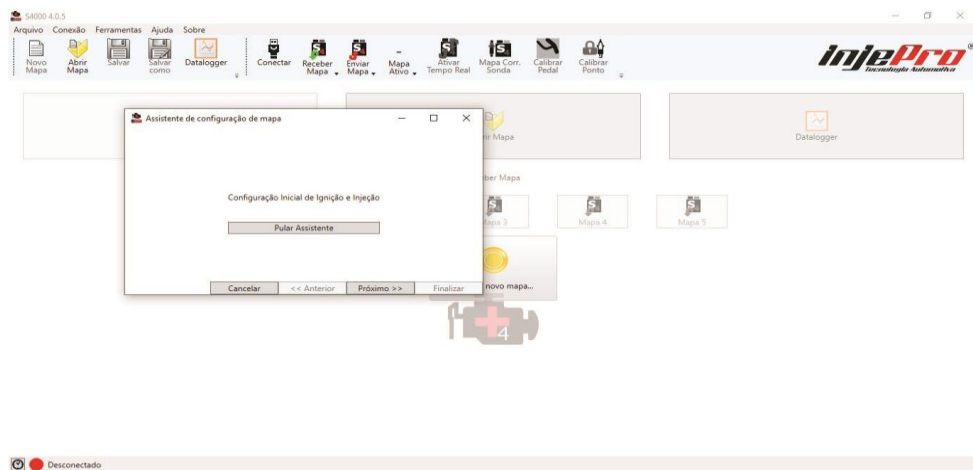 S4000 4.0.5
Arquivo Conexão Ferramentas Ajuda Sobre
Novo Mapa
Abrir Mapa
Salvar
Salvar como
Datalogger
Conectar
Receber Mapa
Enviar Mapa
Mapa Ativo
Ativar Tempo Real
Mapa Corr. Sonda
Calibrar Pedal
Calibrar Ponto
InjePro
Tecnologia Automotiva
Assistente de configuração de mapa
Mapa
Datalogger
Configuração Inicial de Ignição e Injeção
Pular Assistente
Mapa
Mapa 3
Mapa 4
Mapa 5
Cancelar
<< Anterior
Próximo >>
Finalizar
novo mapa...
4
Desconectado